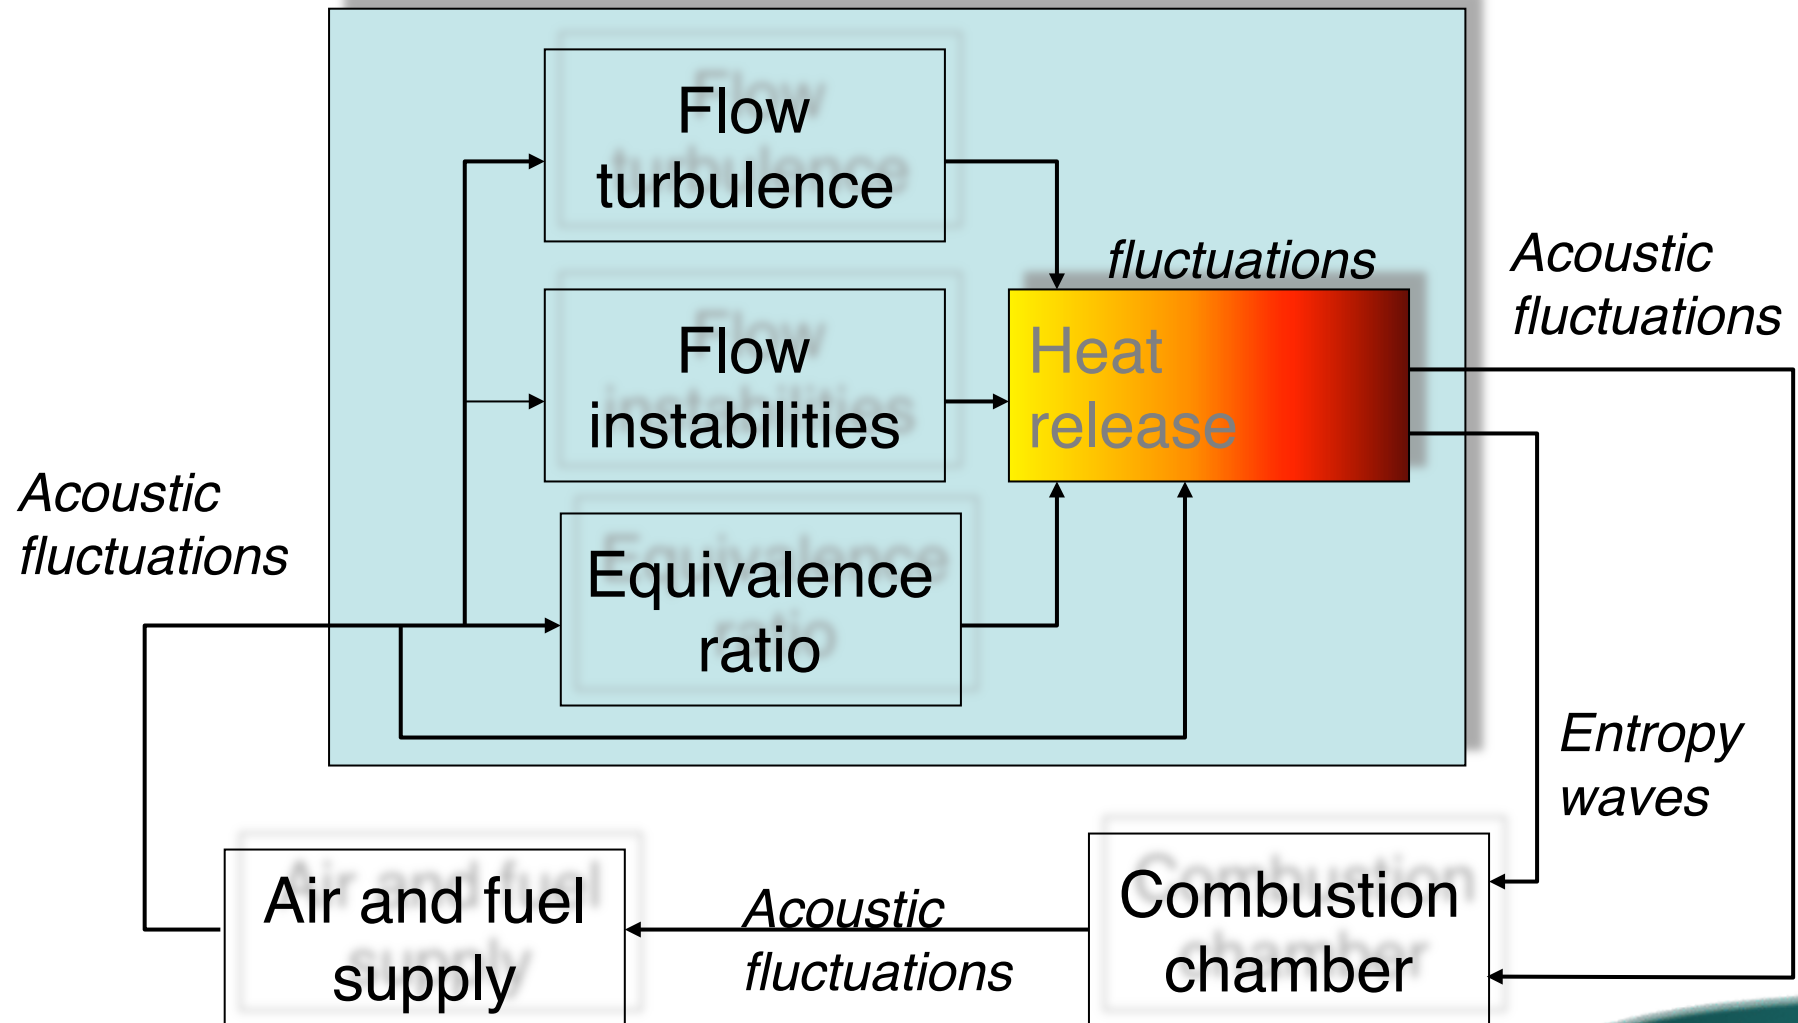 Flow
turbulence
fluctuations
Acoustic
fluctuations
Flow
instabilities
Heat
release
Acoustic
fluctuations
Equivalence
ratio
Entropy
waves
Air and fuel
supply
Acoustic
fluctuations
Combustion
chamber